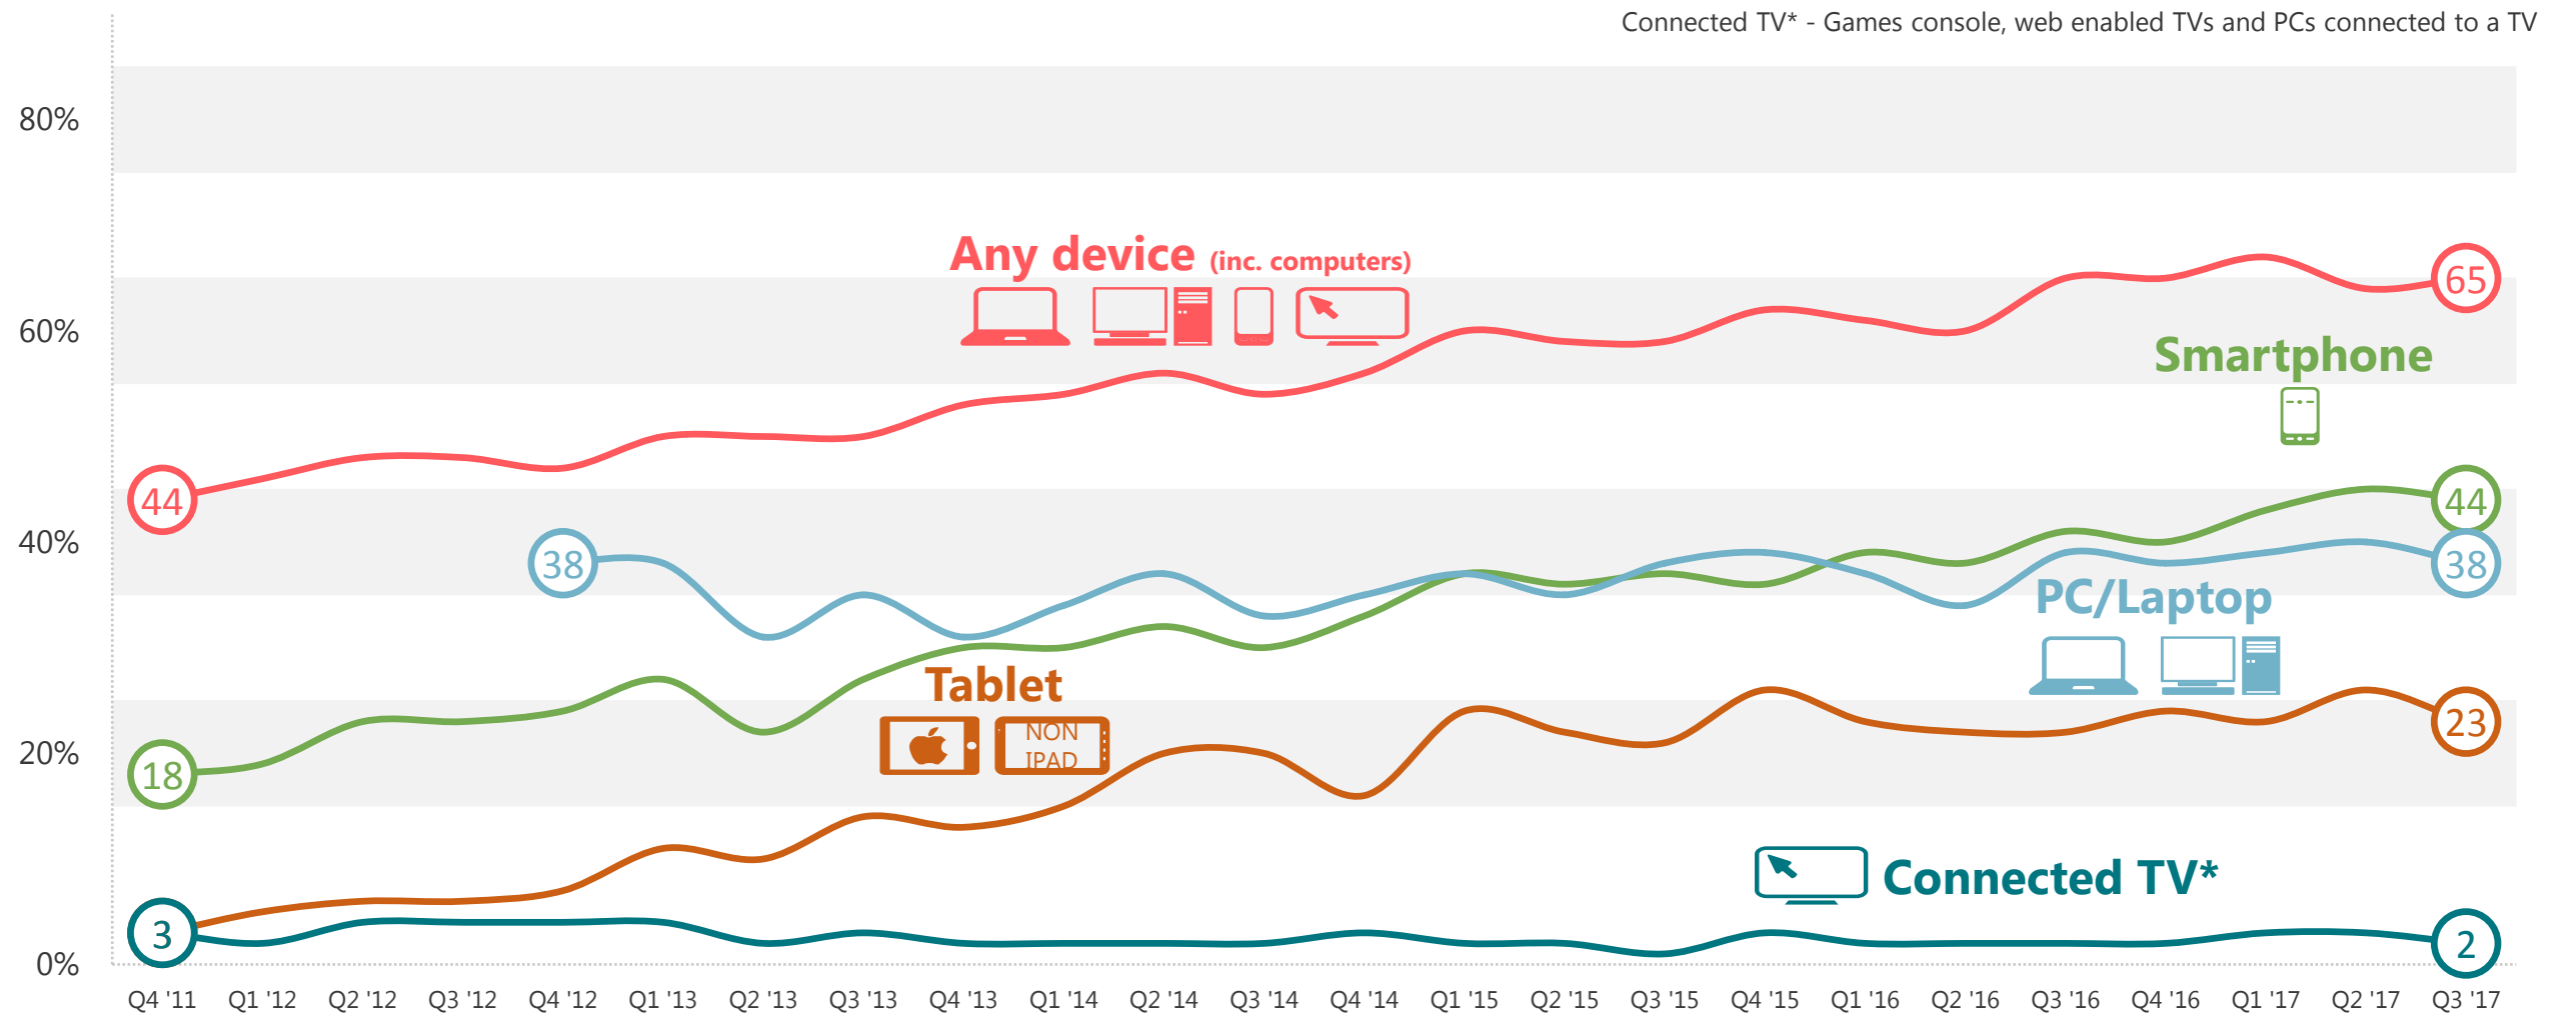 Connected TV* - Games console, web enabled TVs and PCs connected to a TV
80%
60%
40%
20%
0%
Any device (inc. computers)
65
Smartphone
44
44
38
38
PC/Laptop
Tablet
NON
IPAD
18
23
Connected TV*
3
2
Q4 '11 Q1 '12 Q2 '12 Q3 '12 Q4 '12 Q1 '13 Q2 '13 Q3 '13 Q4 '13 Q1 '14 Q2 '14 Q3 '14 Q4 '14 Q1 '15 Q2 '15 Q3 '15 Q4 '15 Q1 '16 Q2 '16 Q3 '16 Q4 '16 Q1 '17 Q2 '17 Q3 '17